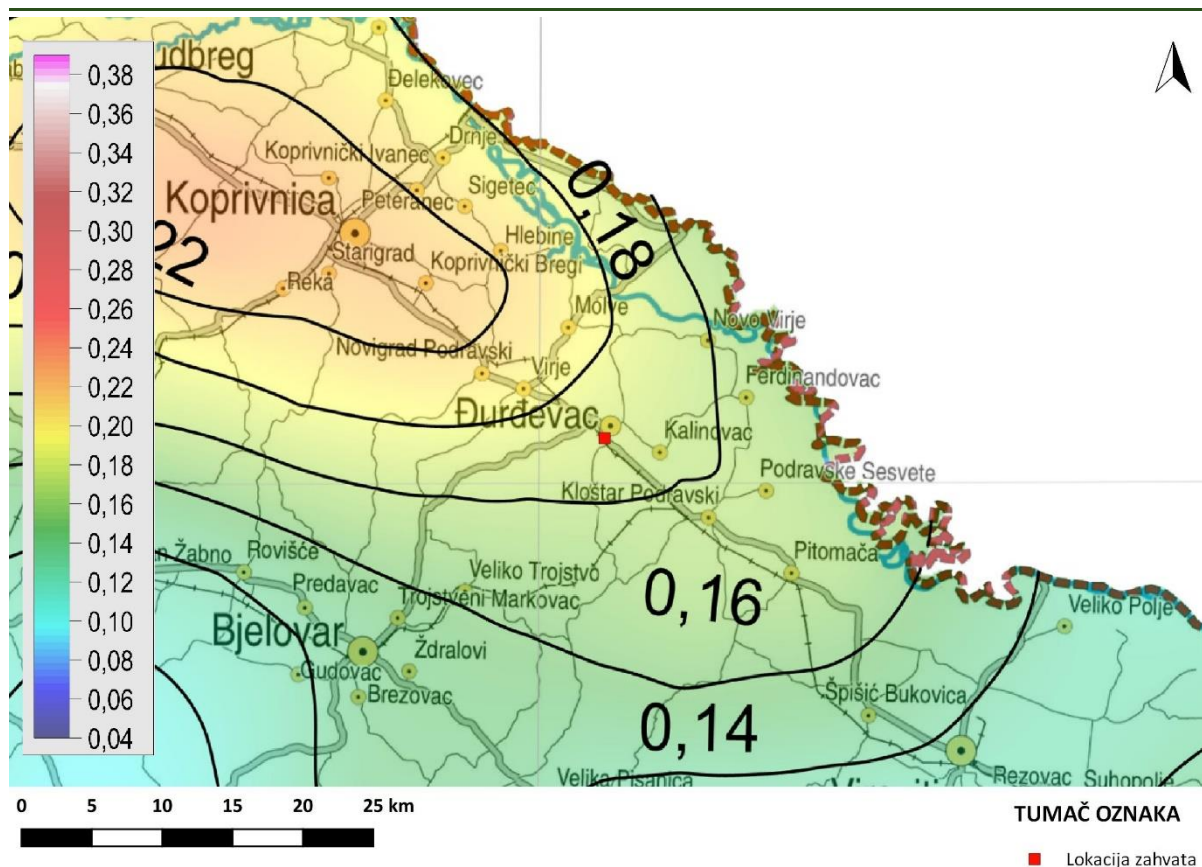 0,38
0,36
0,34
0,32
0,30
0,28
0,26
0,24
0,22
0,20
0,18
0,16
0,14
0,12
0,10
0,08
0,06
0,04
Đelekovec
Drnje
Koprivnički Ivanec
Koprivnica
Peteranec
Sigetec
0,18
Hlebine
22
Starigrad
Koprivnički Bregi
Reka
Molve
Novo Virje
Novigrad Podravski
Virje
Ferdinandovac
Đurđevac
Kalinovac
Podravske Sesvete
Kloštar Podravski
Žabno
Rovišće
Pitomača
Predavac
Veliko Trojstvo
0,16
Trojstveni Markovac
Veliko Polje
Bjelovar
Ždralovi
Gudovac
Brezovac
Špišić Bukovica
0,14
Velika Pisanica
Rezovac
Suhopolje
0 5 10 15 20 25 km
TUMAČ OZNAKA
Lokacija zahvata